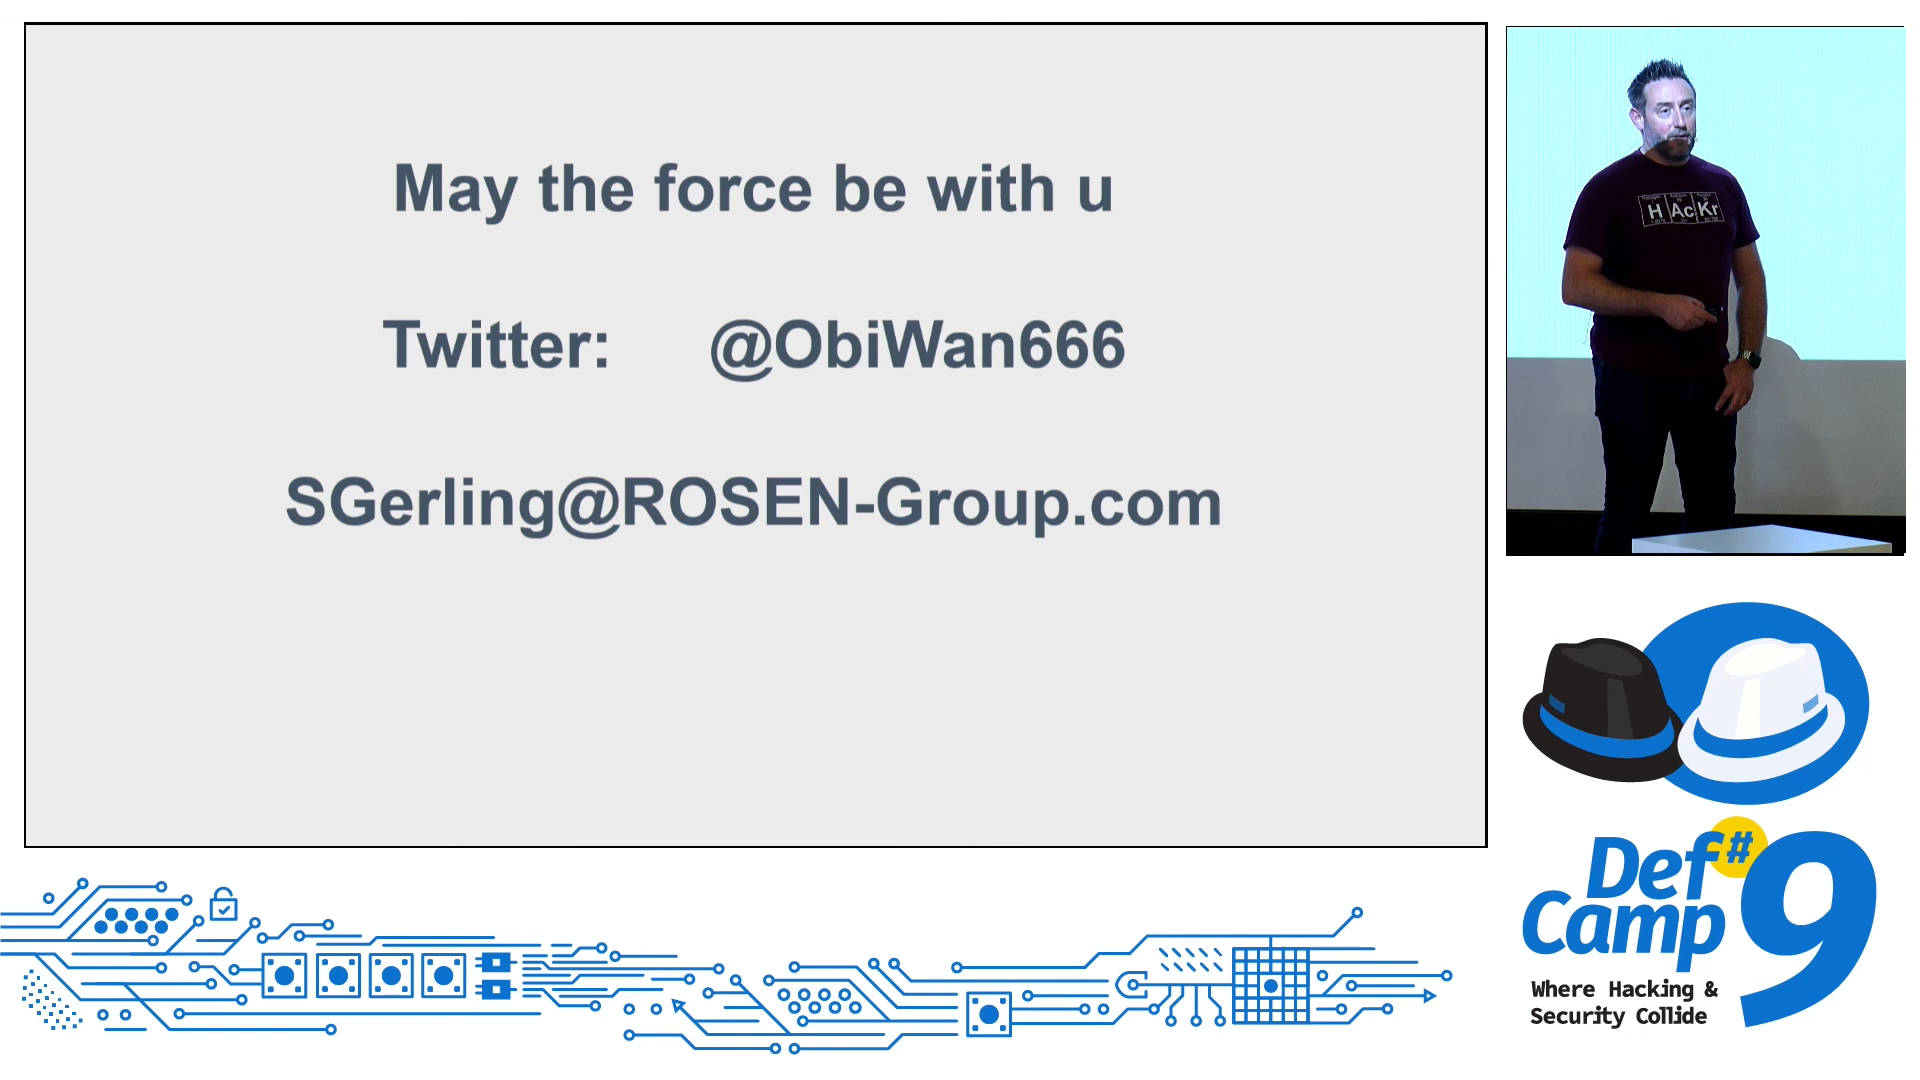 May the force be with u
Twitter: @ObiWan666
SGerling@ROSEN-Group.com
H Ac Kr
Def
Camp
#9
Where Hacking &
Security Collide